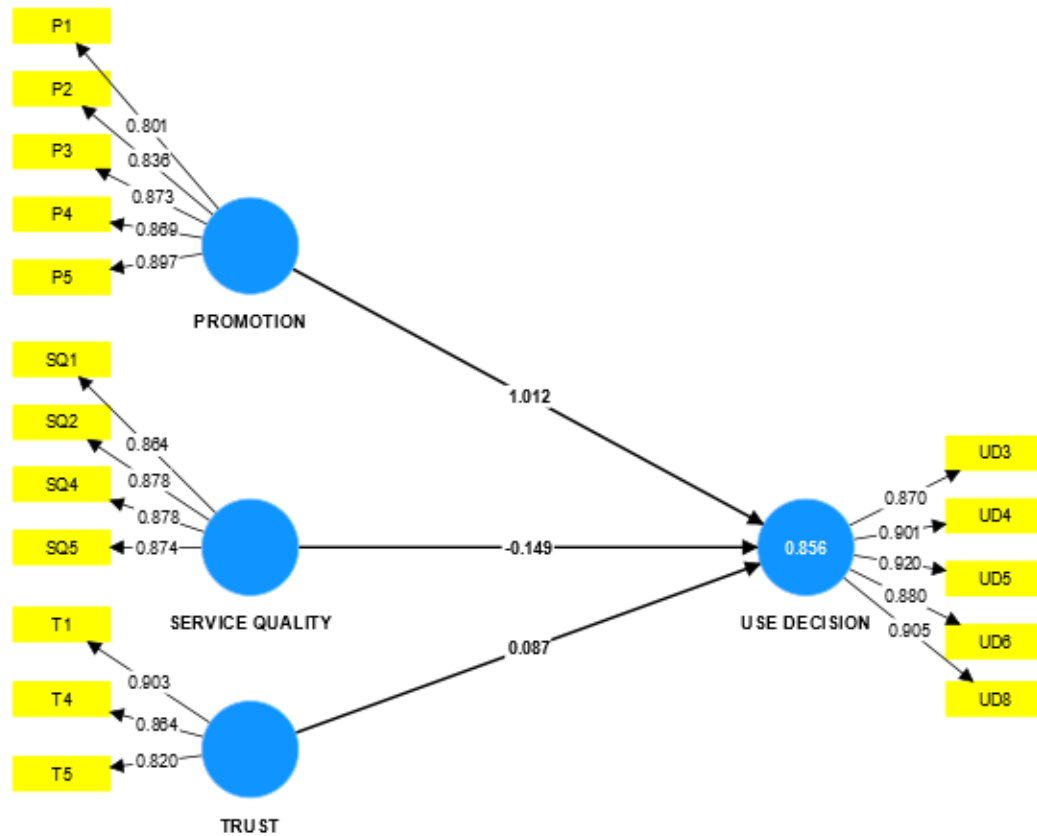 P1
P2
P3
P4
P5
0.801
0.836
0.873
0.869
0.897
PROMOTION
1.012
SQ1
SQ2
SQ4
SQ5
0.864
0.878
0.878
0.874
SERVICE QUALITY
-0.149
T1
T4
T5
0.903
0.864
0.820
TRUST
0.087
0.856
USE DECISION
0.870
0.901
0.920
0.880
0.905
UD3
UD4
UD5
UD6
UD8